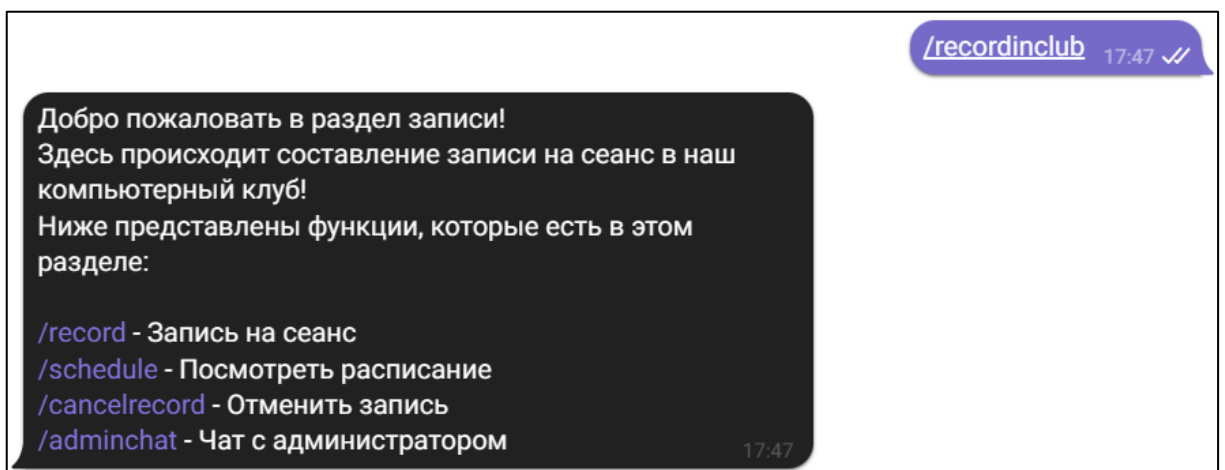 /recordinclub 17:47
Добро пожаловать в раздел записи!
Здесь происходит составление записи на сеанс в наш
компьютерный клуб!
Ниже представлены функции, которые есть в этом
разделе:
/record - Запись на сеанс
/schedule - Посмотреть расписание
/cancelrecord - Отменить запись
/adminchat - Чат с администратором
17:47